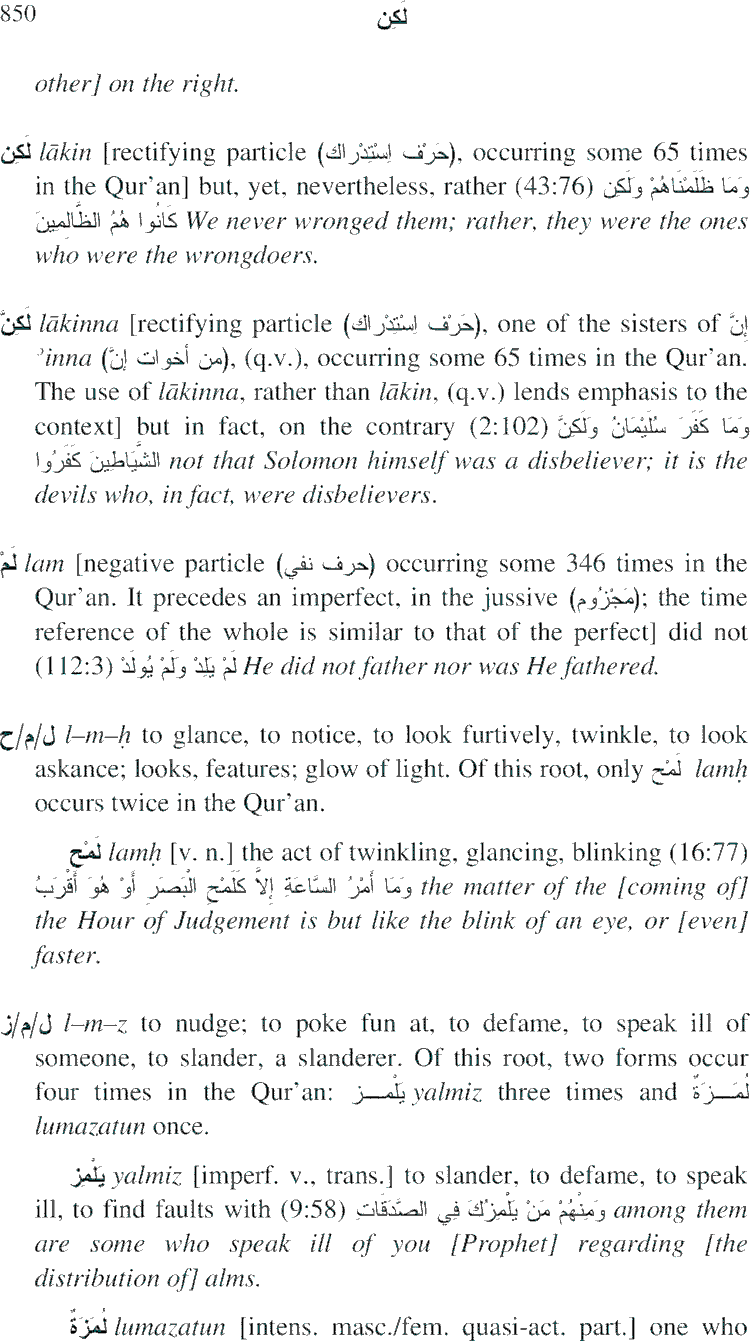 850 لَكِن
other] on the right.
لَكِن lākin [rectifying particle (حَرْف اِسْتِدْراك), occurring some 65 times
in the Qur'an] but, yet, nevertheless, rather (43:76) وَمَا ظَلَمْنَاهُمْ وَلَكِن
كَانُوا هُمُ الظَّالِمِينَ We never wronged them; rather, they were the ones
who were the wrongdoers.
لَكِنَّ lākinna [rectifying particle (حَرْف اِسْتِدْراك), one of the sisters of إِنَّ
ʾinna (من أخوات إنَّ), (q.v.), occurring some 65 times in the Qur'an.
The use of lākinna, rather than lākin, (q.v.) lends emphasis to the
context] but in fact, on the contrary (2:102) وَمَا كَفَرَ سُلَيْمَانُ وَلَكِنَّ
الشَّيَاطِينَ كَفَرُوا not that Solomon himself was a disbeliever; it is the
devils who, in fact, were disbelievers.
لَمْ lam [negative particle (حرف نفي) occurring some 346 times in the
Qur'an. It precedes an imperfect, in the jussive (مَجْزُوم); the time
reference of the whole is similar to that of the perfect] did not
(112:3) لَمْ يَلِدْ وَلَمْ يُولَدْ He did not father nor was He fathered.
ل/م/ح l–m–ḥ to glance, to notice, to look furtively, twinkle, to look
askance; looks, features; glow of light. Of this root, only لَمْح lamḥ
occurs twice in the Qur'an.
لَمْح lamḥ [v. n.] the act of twinkling, glancing, blinking (16:77)
وَمَا أَمْرُ السَّاعَةِ إِلاَّ كَلَمْحِ الْبَصَرِ أَوْ هُوَ أَقْرَبُ the matter of the [coming of]
the Hour of Judgement is but like the blink of an eye, or [even]
faster.
ل/م/ز l–m–z to nudge; to poke fun at, to defame, to speak ill of
someone, to slander, a slanderer. Of this root, two forms occur
four times in the Qur'an: يَلْمِـــز yalmiz three times and لُمَـــزَةٌ
lumazatun once.
يَلْمِز yalmiz [imperf. v., trans.] to slander, to defame, to speak
ill, to find faults with (9:58) وَمِنْهُمْ مَنْ يَلْمِزُكَ فِي الصَّدَقَاتِ among them
are some who speak ill of you [Prophet] regarding [the
distribution of] alms.
لُمَزَةٌ lumazatun [intens. masc./fem. quasi-act. part.] one who